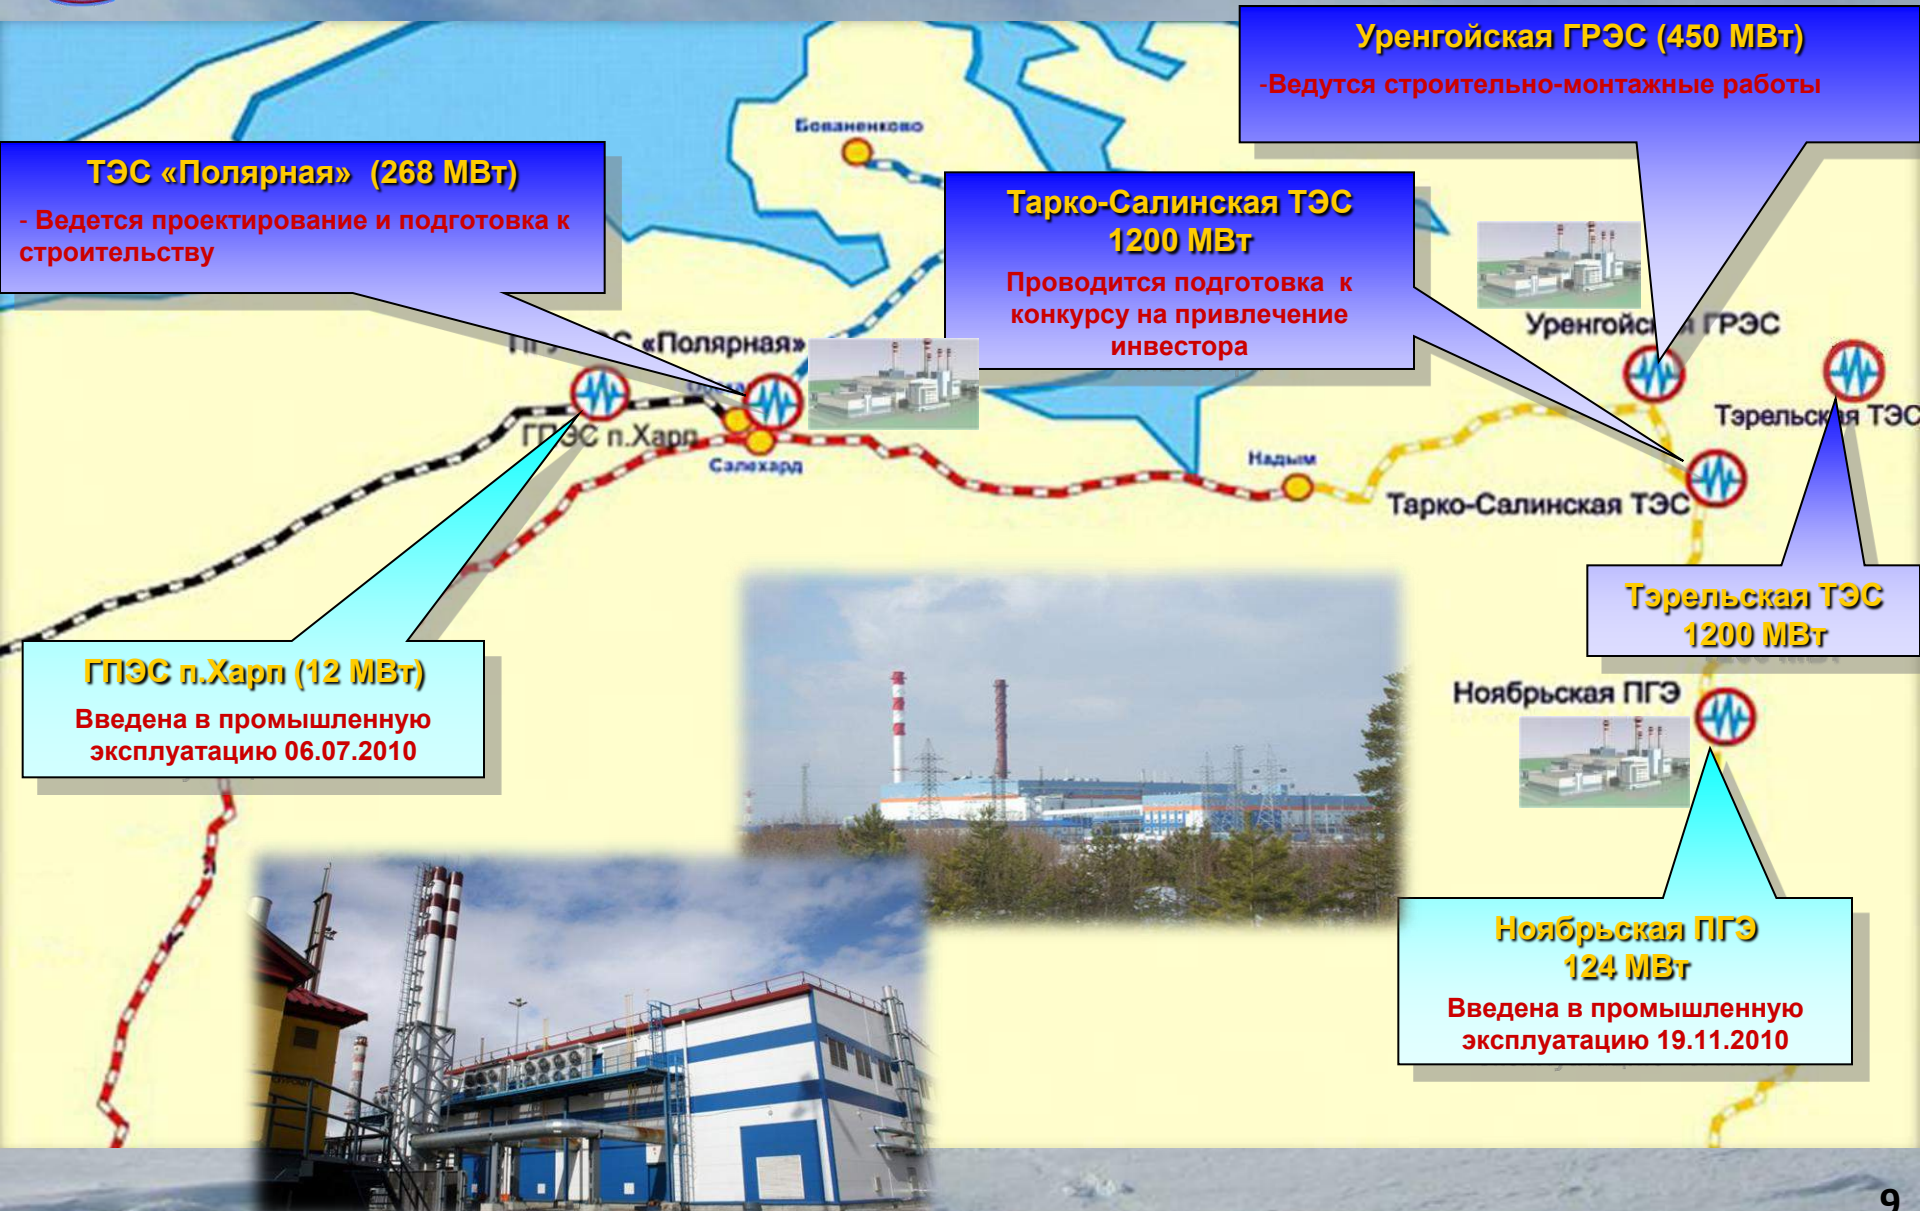 Уренгойская ГРЭС (450 МВт)
-Ведутся строительно-монтажные работы
Бованенково
ТЭС «Полярная» (268 МВт)
- Ведется проектирование и подготовка к
строительству
Тарко-Салинская ТЭС
1200 МВт
Проводится подготовка к
конкурсу на привлечение
инвестора
«Полярная»
ГРЭС
Тэрельская ТЭС
ГПЭС п.Харп
Салехард
Надым
Тарко-Салинская ТЭС
Тэрельская ТЭС
1200 МВт
ГПЭС п.Харп (12 МВт)
Введена в промышленную
эксплуатацию 06.07.2010
Ноябрьская ПГЭ
Ноябрьская ПГЭ
124 МВт
Введена в промышленную
эксплуатацию 19.11.2010
9